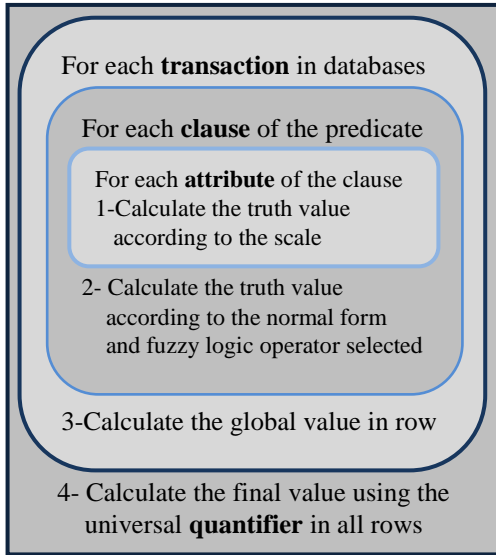 For each transaction in databases
For each clause of the predicate
For each attribute of the clause
1-Calculate the truth value
according to the scale
2- Calculate the truth value
according to the normal form
and fuzzy logic operator selected
3-Calculate the global value in row
4- Calculate the final value using the
universal quantifier in all rows